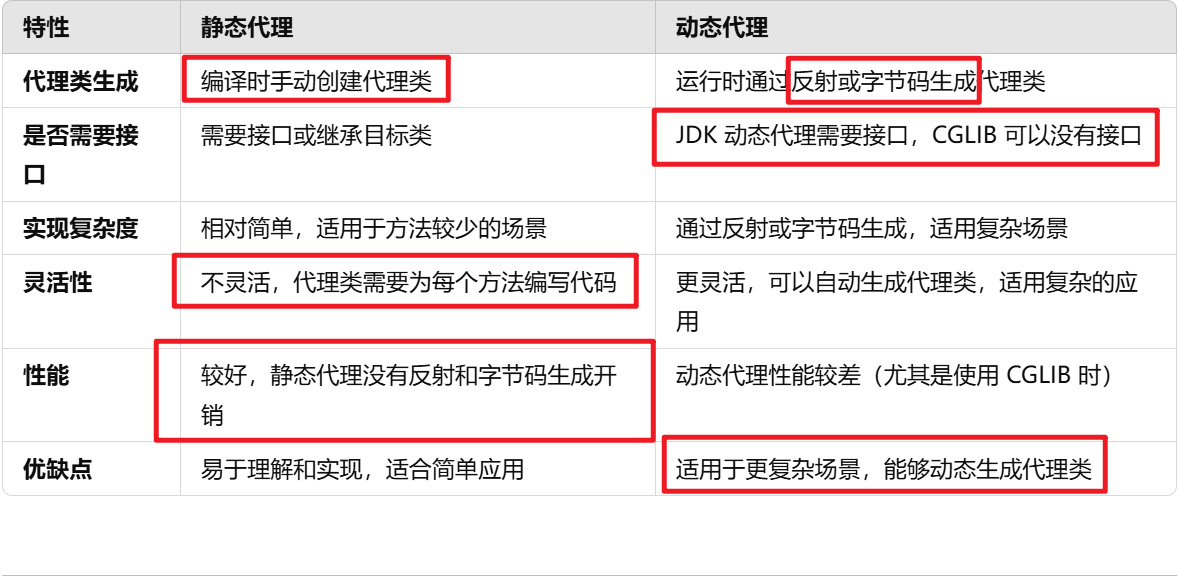 特性 静态代理 动态代理
代理类生成 编译时手动创建代理类 运行时通过反射或字节码生成代理类
是否需要接 需要接口或继承目标类 JDK 动态代理需要接口，CGLIB 可以没有接口
口
实现复杂度 相对简单，适用于方法较少的场景 通过反射或字节码生成，适用复杂场景
灵活性 不灵活，代理类需要为每个方法编写代码 更灵活，可以自动生成代理类，适用复杂的应
用
性能 较好，静态代理没有反射和字节码生成开 动态代理性能较差（尤其是使用 CGLIB 时）
销
优缺点 易于理解和实现，适合简单应用 适用于更复杂场景，能够动态生成代理类